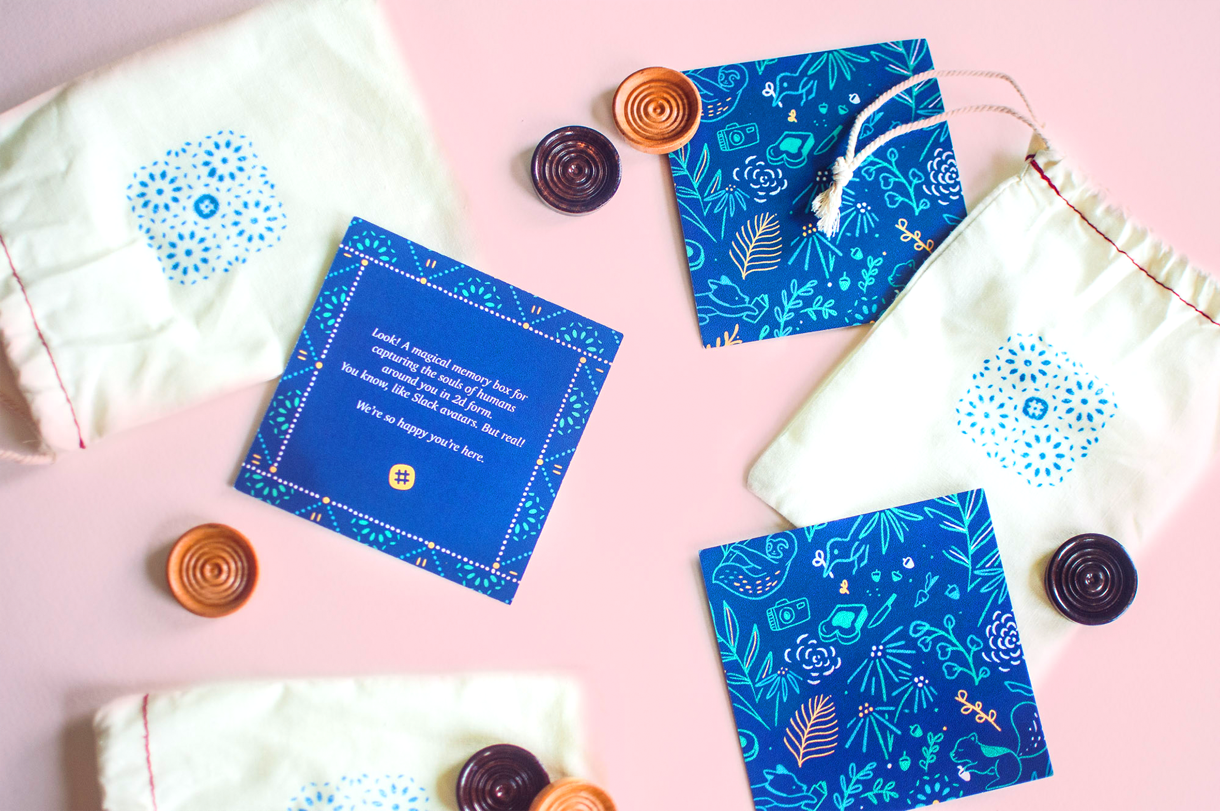 Look! A magical memory box for
capturing the souls of humans
around you in 2d form.
You know, like Slack avatars. But real!
We're so happy you're here.